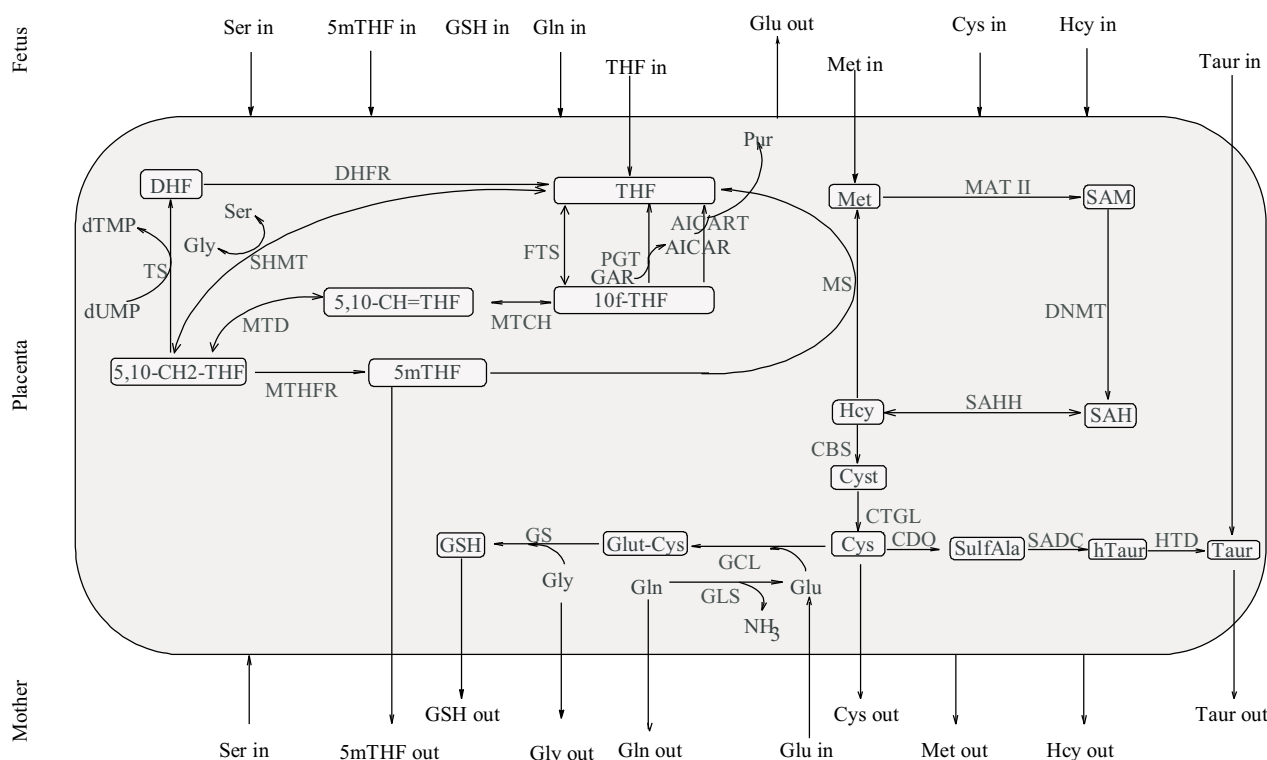 Fetus
Ser in
5mTHF in
GSH in
Gln in
Glu out
Cys in
Hcy in
THF in
Met in
Taur in
Placenta
Pur
DHF
DHFR
THF
Met
MAT II
SAM
Ser
dTMP
Gly
AICART
AICAR
TS
SHMT
FTS
PGT
GAR
MS
dUMP
MTD
5,10-CH=THF
MTCH
10f-THF
DNMT
5,10-CH2-THF
MTHFR
5mTHF
Hcy
SAHH
SAH
CBS
Cyst
CTGL
GSH
GS
Glut-Cys
GCL
Cys
CDO
SulfAla
SADC
hTaur
HTD
Taur
Gly
Gln
GLS
Glu
NH3
Mother
GSH out
Cys out
Taur out
Ser in
5mTHF out
Gly out
Gln out
Glu in
Met out
Hcy out